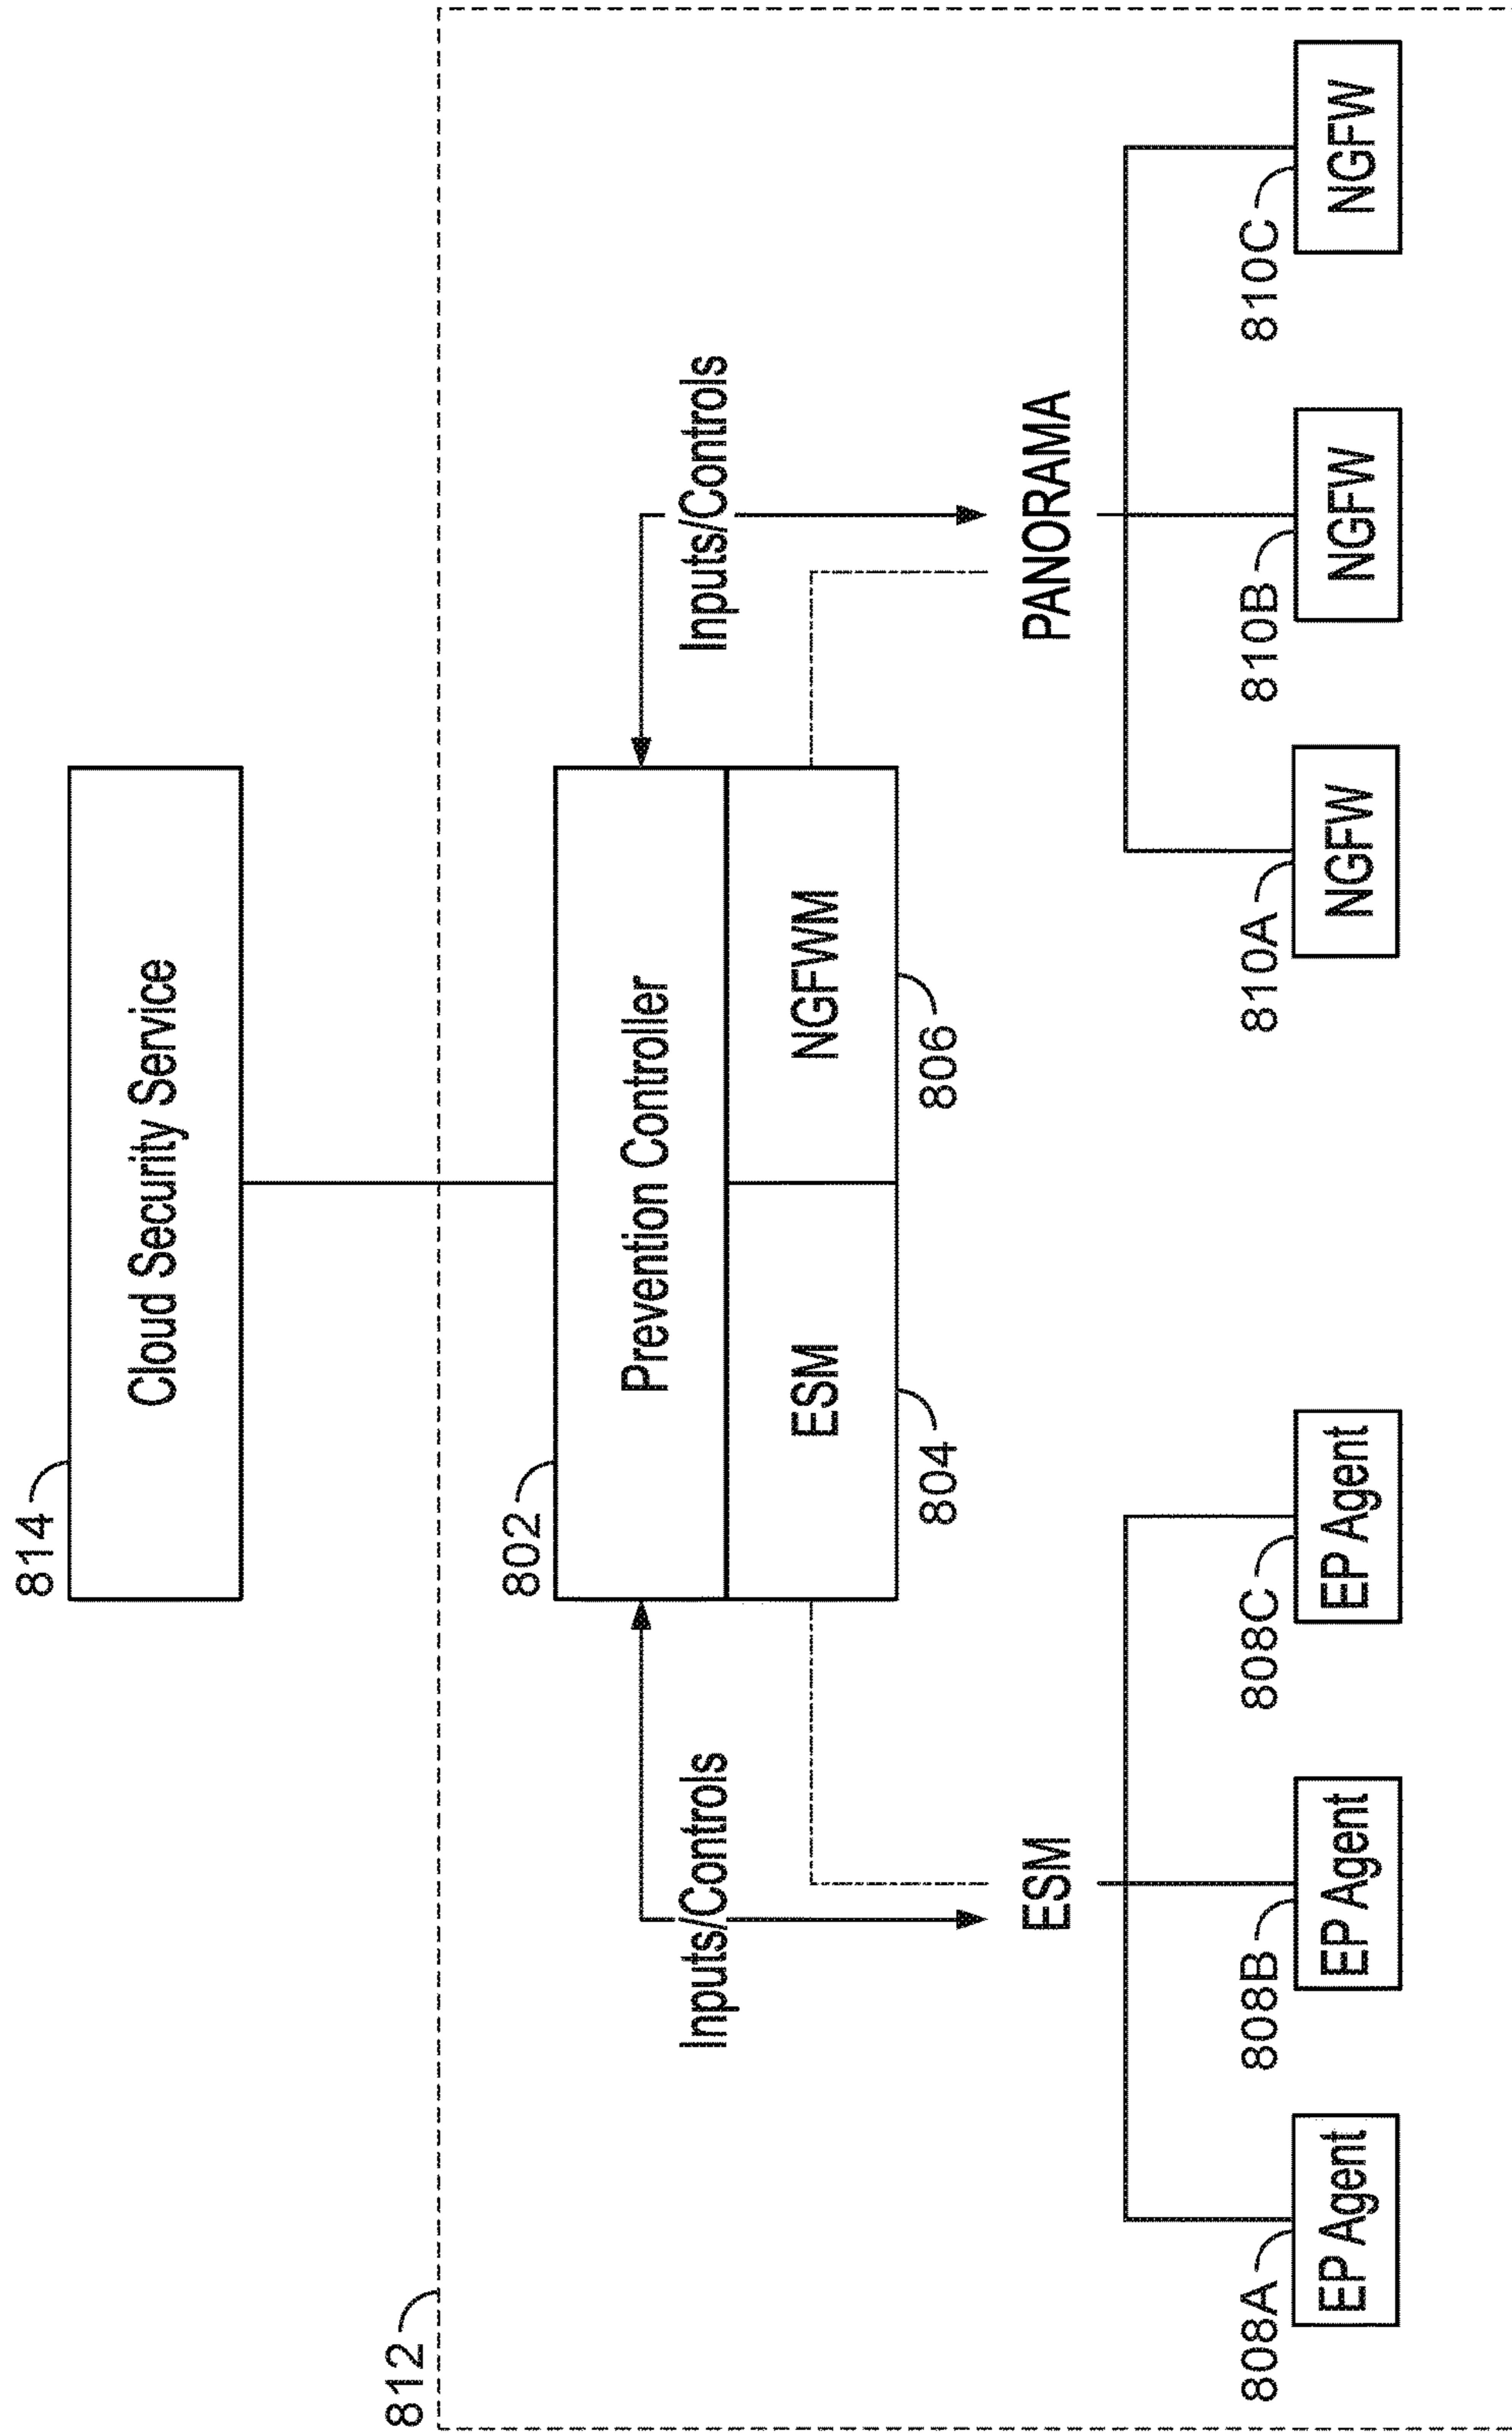 814
Cloud Security Service
812
802
Prevention Controller
ESM
NGFWM
804
806
Inputs/Controls
Inputs/Controls
ESM
PANORAMA
808A
808B
808C
810A
810B
810C
EP Agent
EP Agent
EP Agent
NGFW
NGFW
NGFW